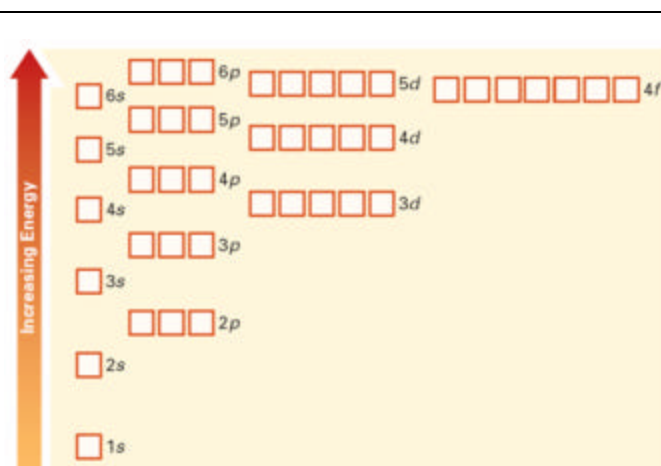 6p
5d
4f
6s
5p
4d
5s
4p
3d
4s
3p
3s
2p
2s
1s
Increasing Energy